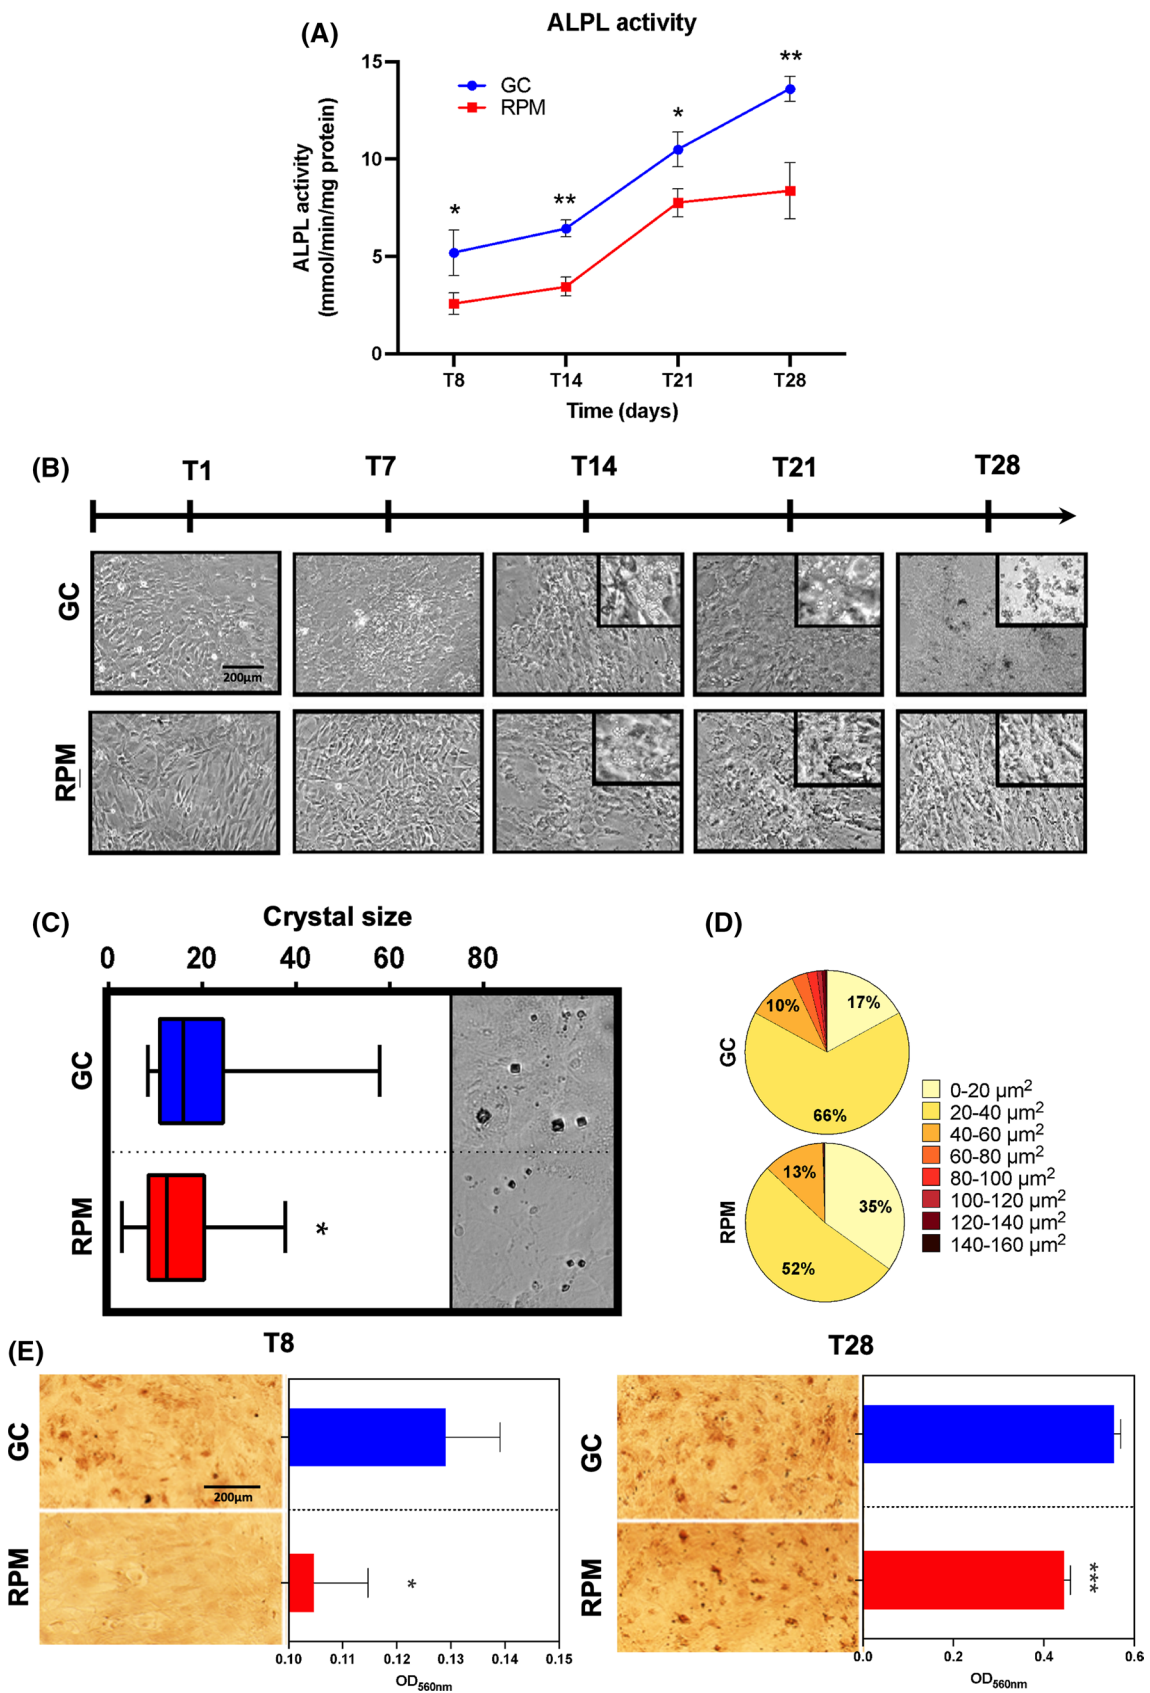 (A)
ALPL activity
15
10
5
0
ALPL activity
(mmol/min/mg protein)
GC
RPM
*
**
*
**
T8 T14 T21 T28
Time (days)
(B)
T1 T7 T14 T21 T28
GC
200µm
RPM
(C)
Crystal size
0 20 40 60 80
GC
RPM
*
(D)
GC
17%
10%
66%
RPM
13%
35%
52%
0-20 µm²
20-40 µm²
40-60 µm²
60-80 µm²
80-100 µm²
100-120 µm²
120-140 µm²
140-160 µm²
(E)
T8
GC
200µm
RPM
*
0.10 0.11 0.12 0.13 0.14 0.15
OD560nm
T28
GC
RPM
***
0.0 0.2 0.4 0.6
OD560nm